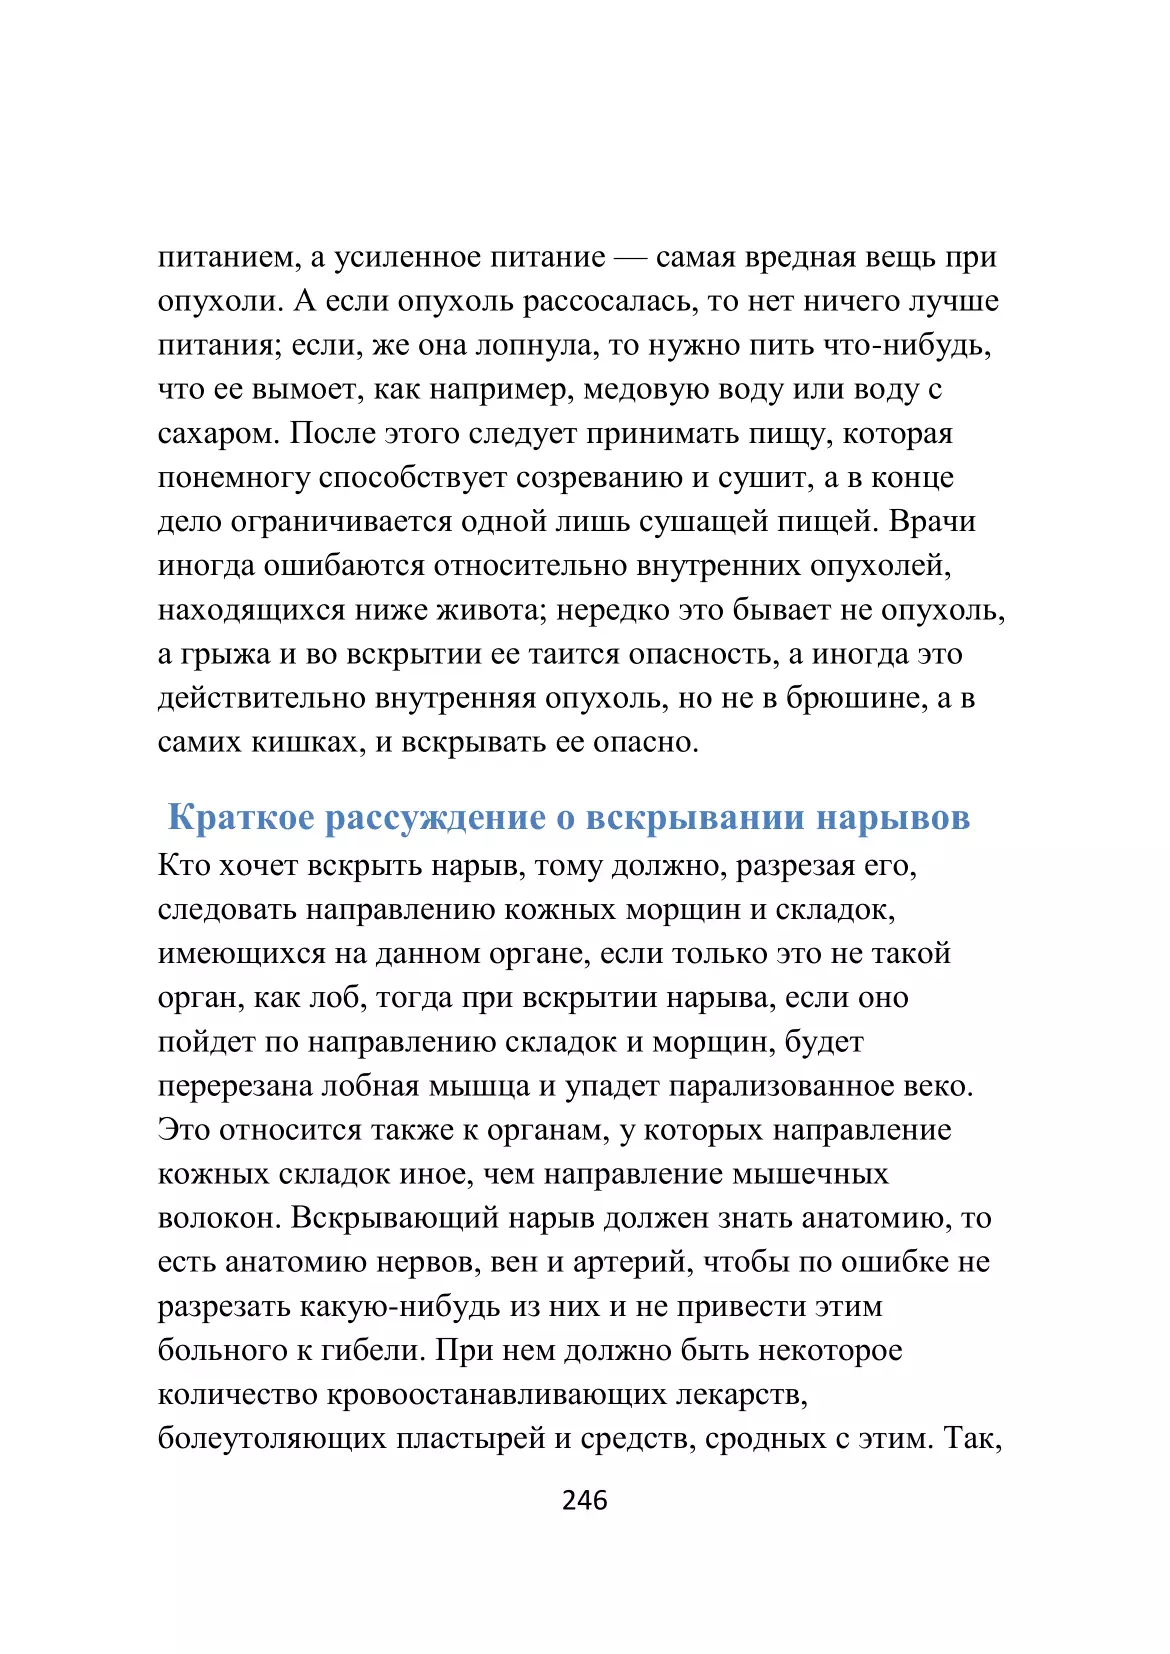 питанием, а усиленное питание — самая вредная вещь при
опухоли. А если опухоль рассосалась, то нет ничего лучше
питания; если, же она лопнула, то нужно пить что-нибудь,
что ее вымоет, как например, медовую воду или воду с
сахаром. После этого следует принимать пищу, которая
понемногу способствует созреванию и сушит, а в конце
дело ограничивается одной лишь сушащей пищей. Врачи
иногда ошибаются относительно внутренних опухолей,
находящихся ниже живота; нередко это бывает не опухоль,
а грыжа и во вскрытии ее таится опасность, а иногда это
действительно внутренняя опухоль, но не в брюшине, а в
самих кишках, и вскрывать ее опасно.
Краткое рассуждение о вскрывании нарывов
Кто хочет вскрыть нарыв, тому должно, разрезая его,
следовать направлению кожных морщин и складок,
имеющихся на данном органе, если только это не такой
орган, как лоб, тогда при вскрытии нарыва, если оно
пойдет по направлению складок и морщин, будет
перерезана лобная мышца и упадет парализованное веко.
Это относится также к органам, у которых направление
кожных складок иное, чем направление мышечных
волокон. Вскрывающий нарыв должен знать анатомию, то
есть анатомию нервов, вен и артерий, чтобы по ошибке не
разрезать какую-нибудь из них и не привести этим
больного к гибели. При нем должно быть некоторое
количество кровоостанавливающих лекарств,
болеутоляющих пластырей и средств, сродных с этим. Так,
246